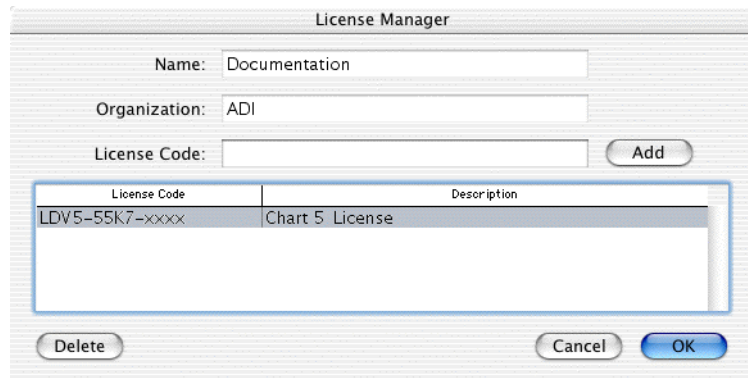 License Manager
Name: Documentation
Organization: ADI
License Code:
Add
License Code Description
LDV5-55K7-xxxx Chart 5 License
Delete Cancel OK